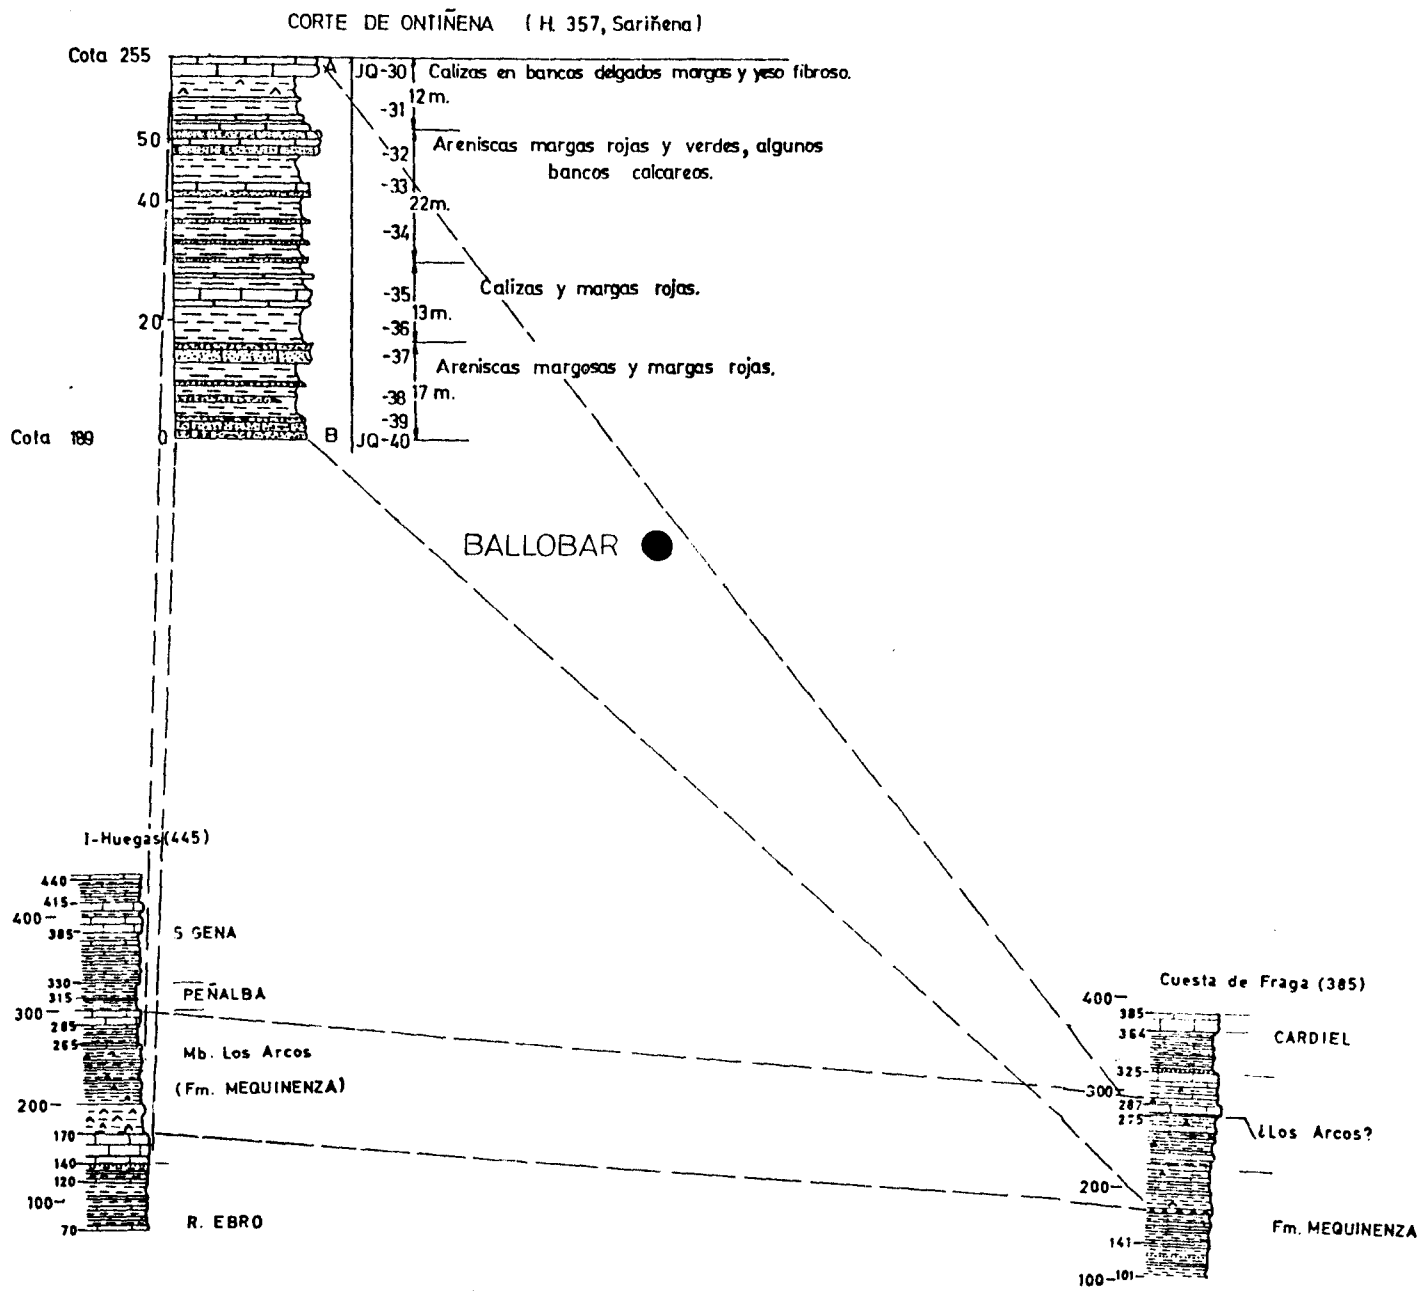 CORTE DE ONTIÑENA ( H. 357, Sariñena)
Cota 255
A
JQ-30
Calizas en bancos delgados margas y yeso fibroso.
12 m.
-31
50
-32
Areniscas margas rojas y verdes, algunos
bancos calcareos.
-33
40
22m.
-34
Calizas y margas rojas.
-35
13m.
20
-36
-37
Areniscas margosas y margas rojas.
-38
17 m.
-39
Cota 189
0
B
JQ-40
BALLOBAR
I-Huegas(445)
440
415
400
385
S GENA
330
315
PEÑALBA
300
285
265
Mb. Los Arcos
(Fm. MEQUINENZA)
200
170
140
120
100
70
R. EBRO
Cuesta de Fraga (385)
400
385
364
CARDIEL
325
300
287
275
¿Los Arcos?
200
Fm. MEQUINENZA
141
100
101